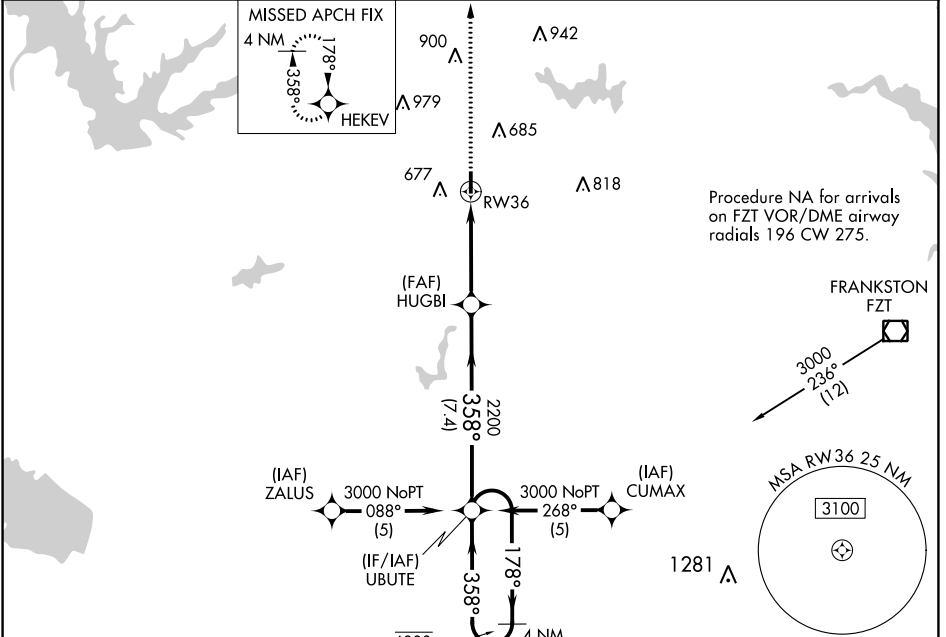 MISSED APCH FIX
4 NM
178°
358°
HEKEV
900
942
979
685
677
818
RW36
Procedure NA for arrivals
on FZT VOR/DME airway
radials 196 CW 275.
(FAF)
HUGBI
FRANKSTON
FZT
3000
236°
(12)
2200
358°
(7.4)
(IAF)
ZALUS
3000 NoPT
088°
(5)
3000 NoPT
268°
(5)
(IAF)
CUMAX
(IF/IAF)
UBUTE
358°
178°
4 NM
MSA RW36 25 NM
3100
1281